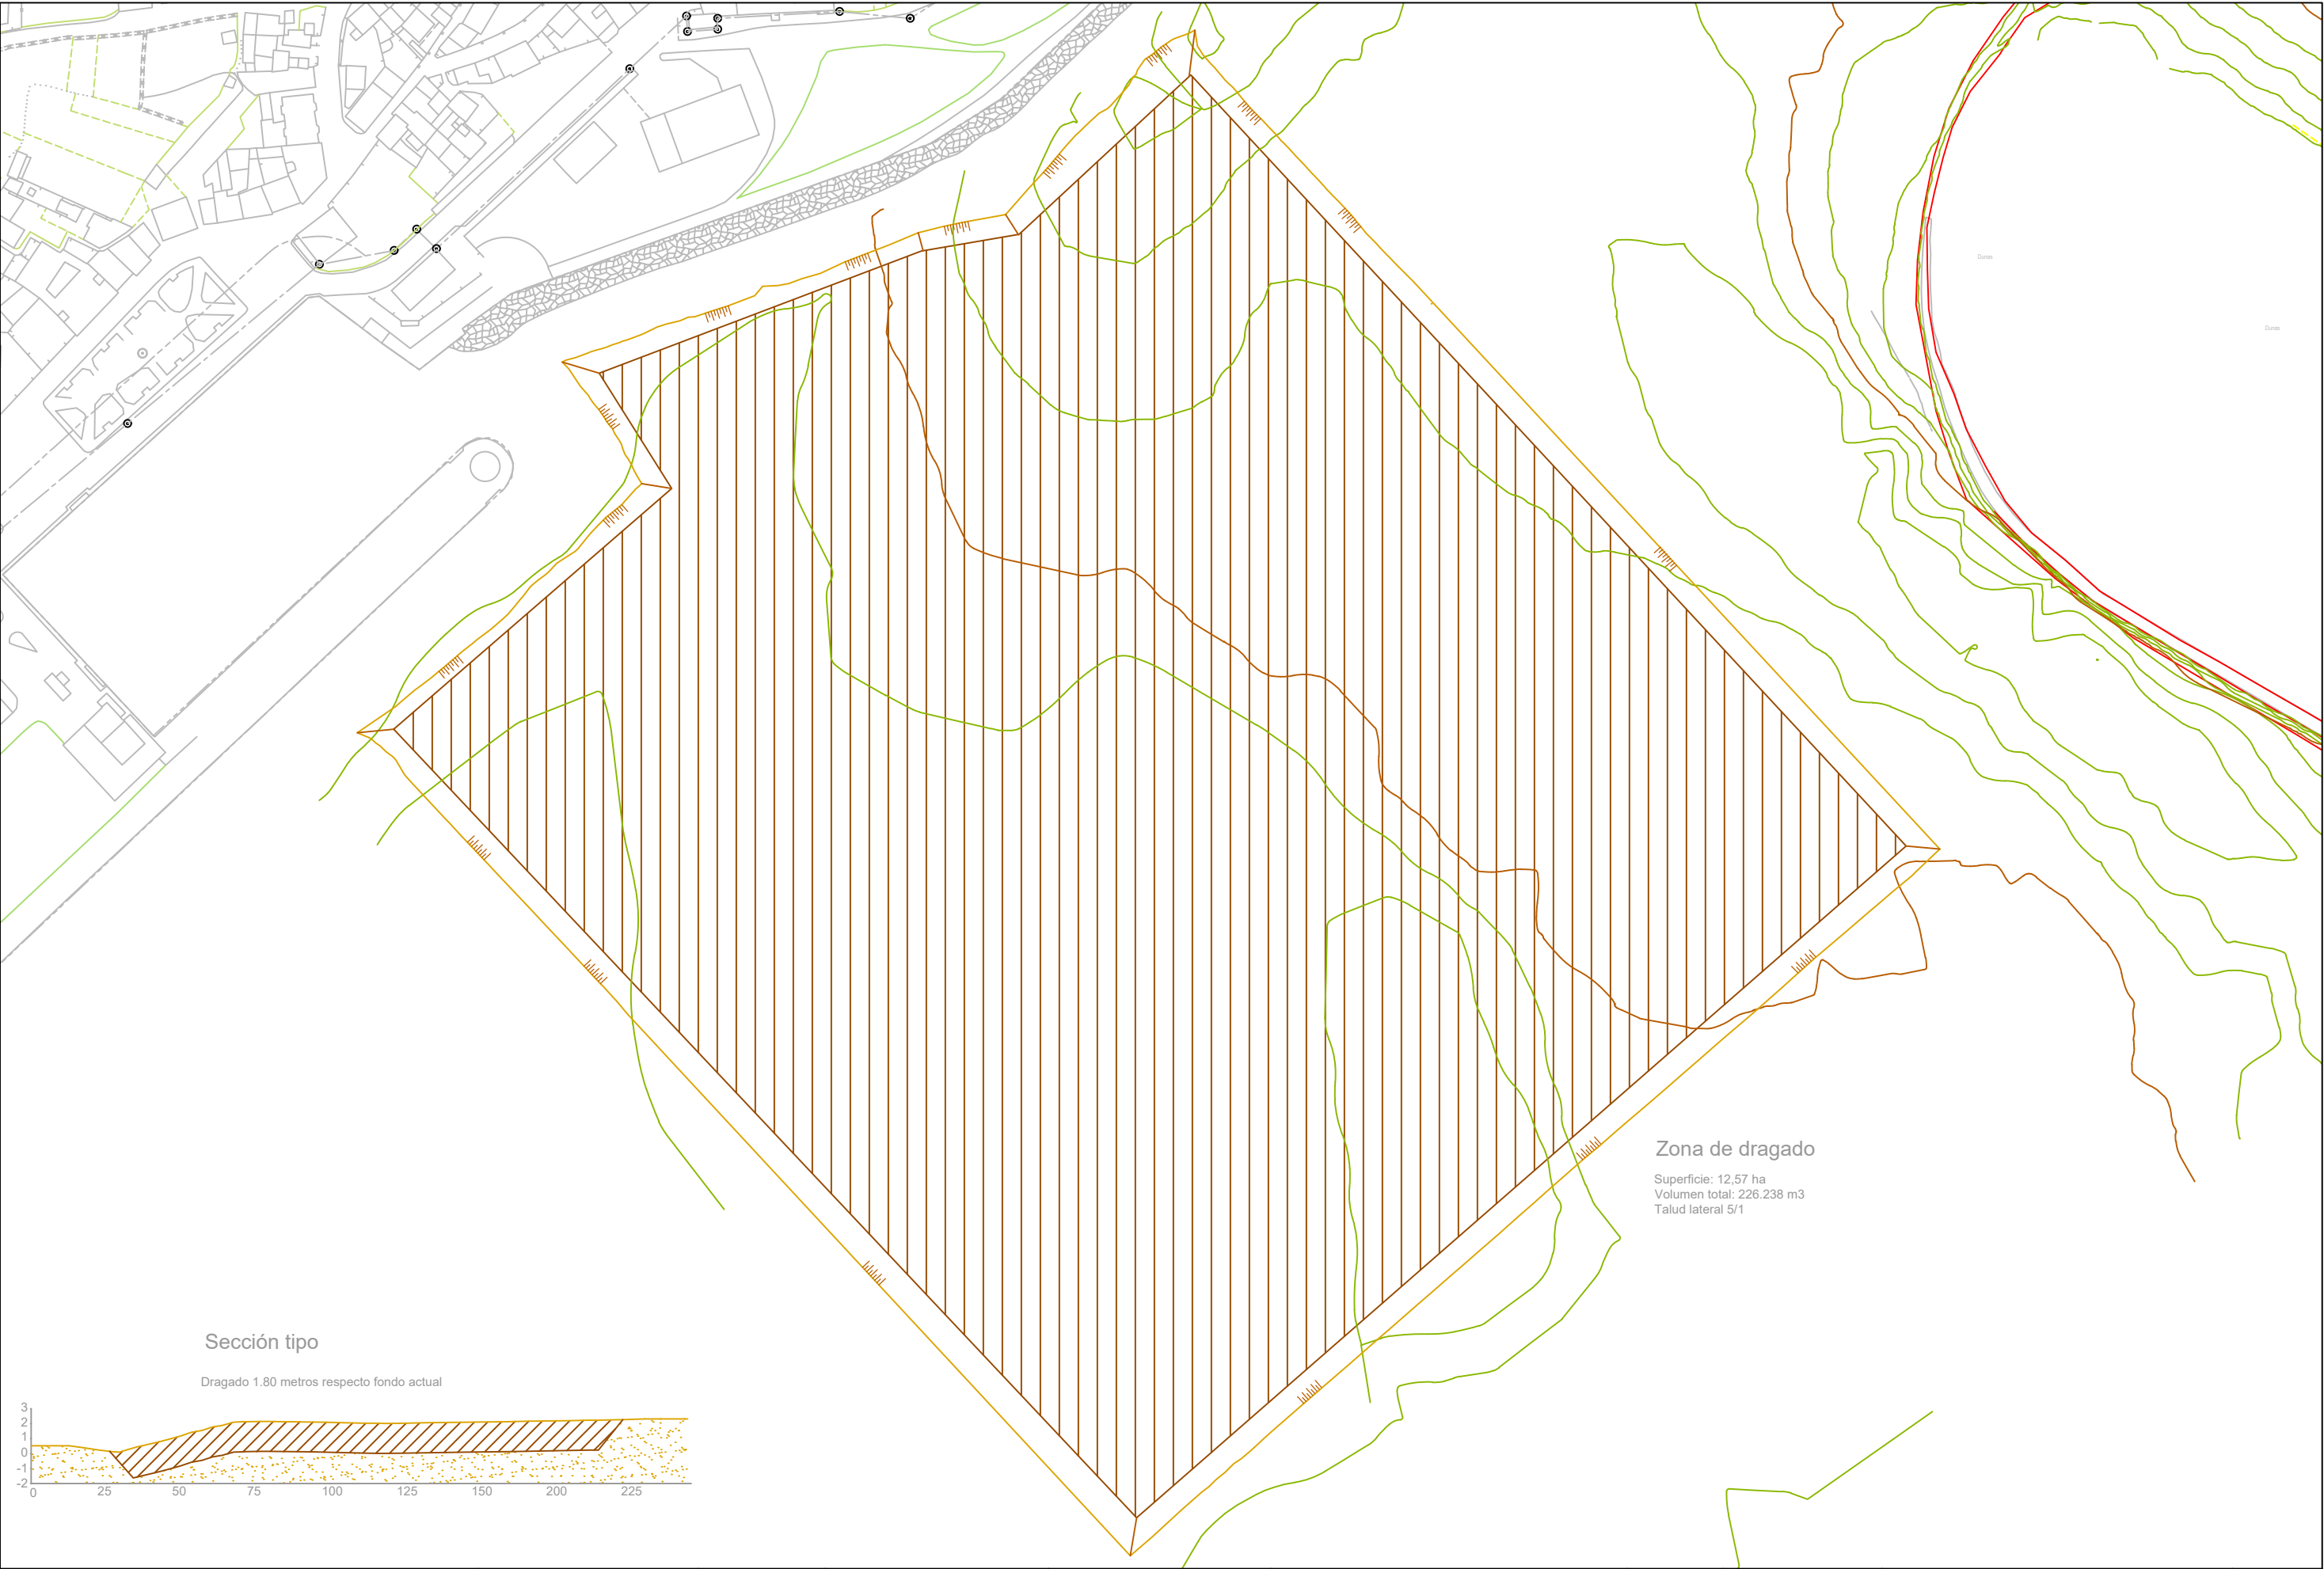 Dunas
Dunas
Zona de dragado
Superficie: 12,57 ha
Volumen total: 226.238 m3
Talud lateral 5/1
Sección tipo
Dragado 1.80 metros respecto fondo actual
3
2
1
0
-1
-2
0 25 50 75 100 125 150 200 225